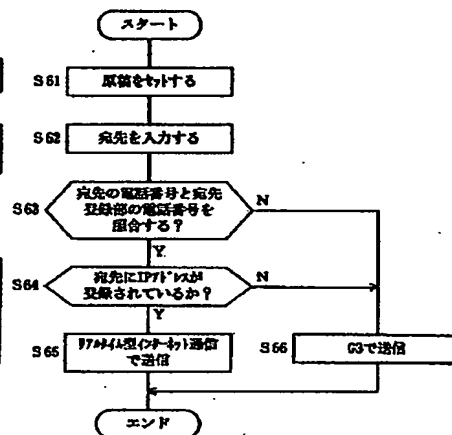 スタート
S61
原稿をセットする
S62
宛先を入力する
S63
宛先の電話番号と宛先
登録部の電話番号を
照合する？
N
Y
S64
宛先にIPアドレスが
登録されているか？
N
Y
S65
リアルタイム型インターネット通信
で送信
S66
G3で送信
エンド